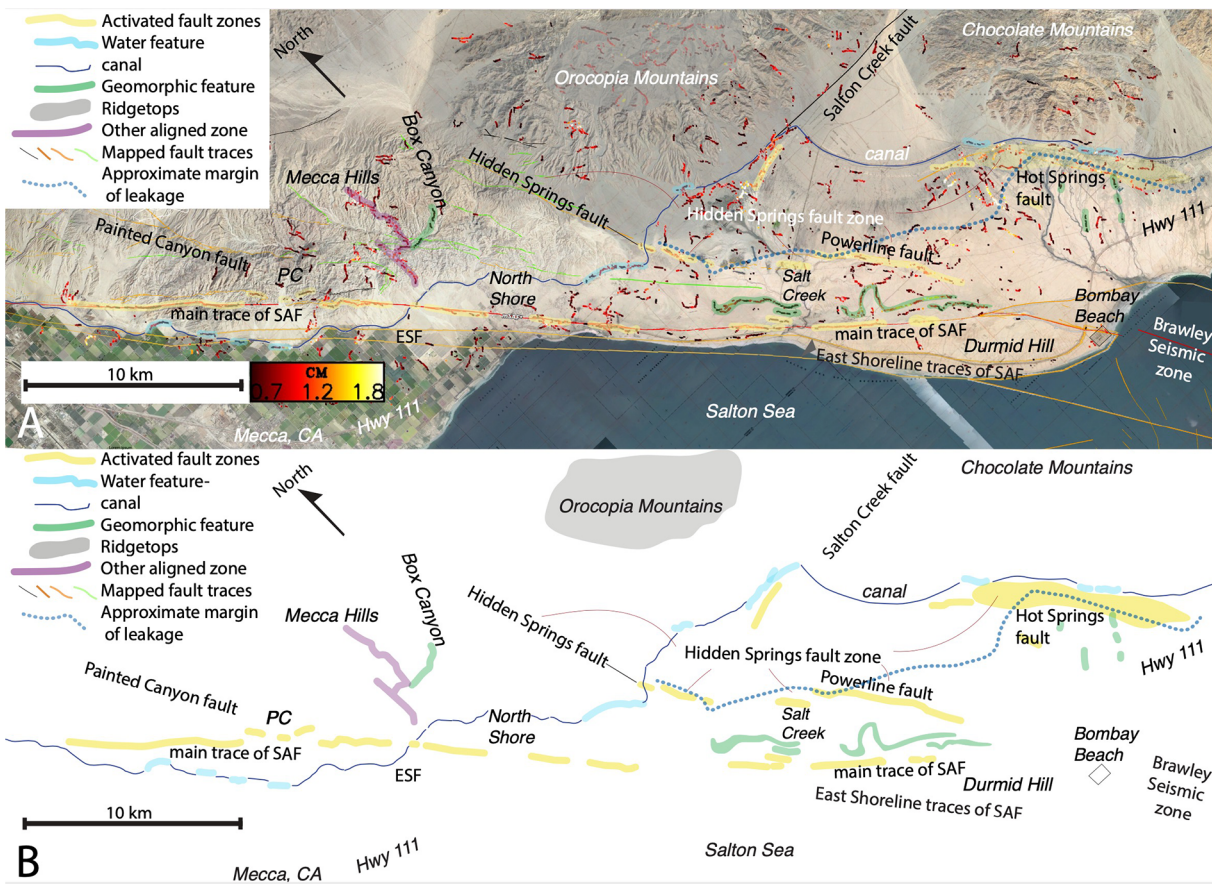 Activated fault zones
Water feature
canal
Geomorphic feature
Ridgetops
Other aligned zone
Mapped fault traces
Approximate margin
of leakage
North
Orocopia Mountains
Salton Creek fault
Chocolate Mountains
Box Canyon
Mecca Hills
Hidden Springs fault
canal
Hot Springs
fault
Hwy 111
Hidden Springs fault zone
Painted Canyon fault
PC
Powerline fault
North
Shore
Salt
Creek
Bombay
Beach
main trace of SAF
ESF
main trace of SAF
Durmid Hill
Brawley
Seismic
zone
East Shoreline traces of SAF
10 km
CM
0.7 1.2 1.8
Hwy 111
Salton Sea
A
Mecca, CA
Activated fault zones
Water feature-
canal
Geomorphic feature
Ridgetops
Other aligned zone
Mapped fault traces
Approximate margin
of leakage
North
Orocopia Mountains
Salton Creek fault
Chocolate Mountains
Box Canyon
Mecca Hills
Hidden Springs fault
canal
Hot Springs
fault
Hwy 111
Hidden Springs fault zone
Painted Canyon fault
PC
Powerline fault
North
Shore
Salt
Creek
Bombay
Beach
main trace of SAF
ESF
main trace of SAF
Durmid Hill
Brawley
Seismic
zone
East Shoreline traces of SAF
10 km
Hwy 111
Salton Sea
B
Mecca, CA